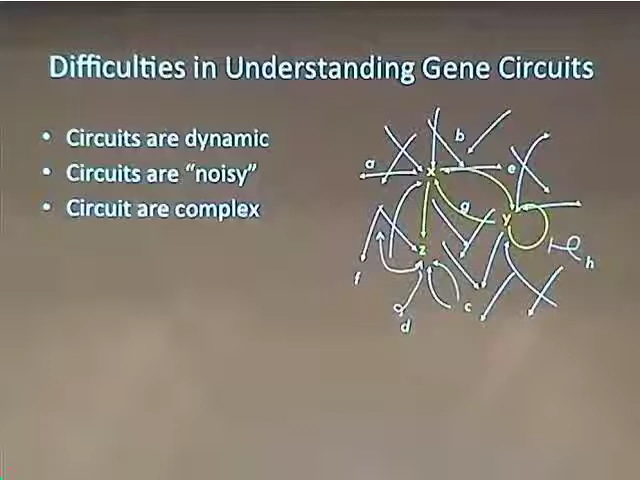 Difficulties in Understanding Gene Circuits
• Circuits are dynamic
• Circuits are “noisy”
• Circuit are complex
b
a
x
e
g
y
z
h
f
c
d